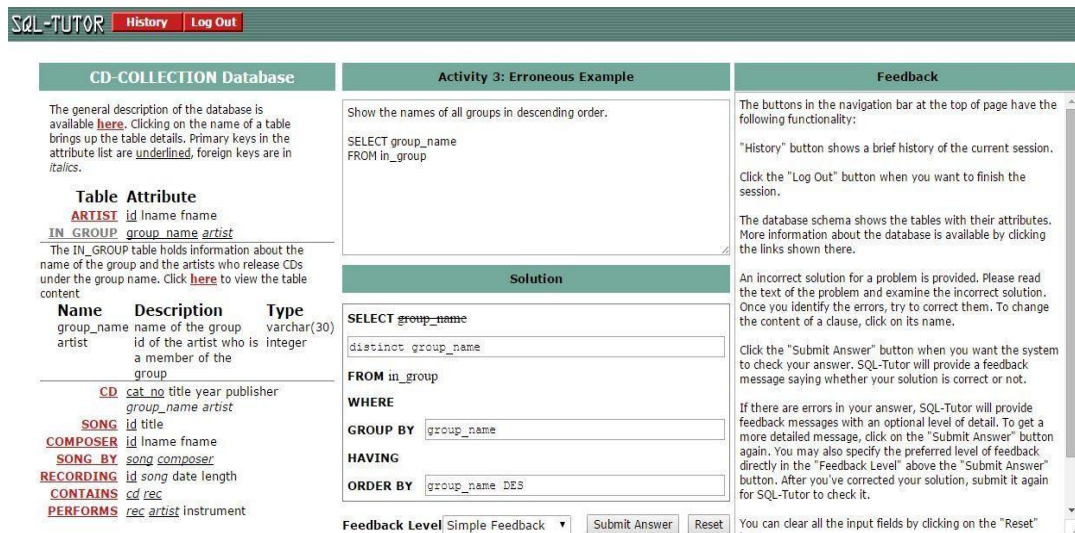 SQL-TUTOR History Log Out
CD-COLLECTION Database
The general description of the database is
available here. Clicking on the name of a table
brings up the table details. Primary keys in the
attribute list are underlined, foreign keys are in
italics.
Table Attribute
ARTIST id lname fname
IN_GROUP group_name artist
The IN_GROUP table holds information about the
name of the group and the artists who release CDs
under the group name. Click here to view the table
content
Name Description Type
group_name name of the group varchar(30)
artist id of the artist who is integer
a member of the
group
CD cat_no title year publisher
group_name artist
SONG id title
COMPOSER id lname fname
SONG_BY song composer
RECORDING id song date length
CONTAINS cd rec
PERFORMS rec artist instrument
Activity 3: Erroneous Example
Show the names of all groups in descending order.
SELECT group_name
FROM in_group
Solution
SELECT group_name
distinct group_name
FROM in_group
WHERE
GROUP BY group_name
HAVING
ORDER BY group_name DES
Feedback Level Simple Feedback Submit Answer Reset
Feedback
The buttons in the navigation bar at the top of page have the
following functionality:
"History" button shows a brief history of the current session.
Click the "Log Out" button when you want to finish the
session.
The database schema shows the tables with their attributes.
More information about the database is available by clicking
the links shown there.
An incorrect solution for a problem is provided. Please read
the text of the problem and examine the incorrect solution.
Once you identify the errors, try to correct them. To change
the content of a clause, click on its name.
Click the "Submit Answer" button when you want the system
to check your answer. SQL-Tutor will provide a feedback
message saying whether your solution is correct or not.
If there are errors in your answer, SQL-Tutor will provide
feedback messages with an optional level of detail. To get a
more detailed message, click on the "Submit Answer" button
again. You may also specify the preferred level of feedback
directly in the "Feedback Level" above the "Submit Answer"
button. After you've corrected your solution, submit it again
for SQL-Tutor to check it.
You can clear all the input fields by clicking on the "Reset"